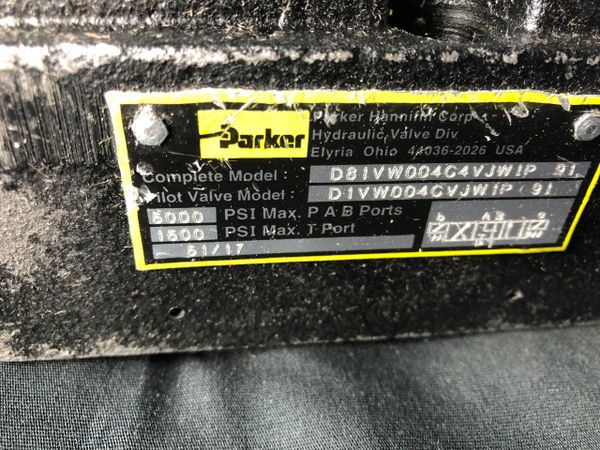 Parker
Parker Hannifin Corp
Hydraulic Valve Div
Elyria Ohio 44036-2026 USA
Complete Model : D81VW004C4VJW1P 91
Pilot Valve Model : D1VW004CVJW1P 91
5000 PSI Max. P A B Ports
1500 PSI Max. T Port
51/17